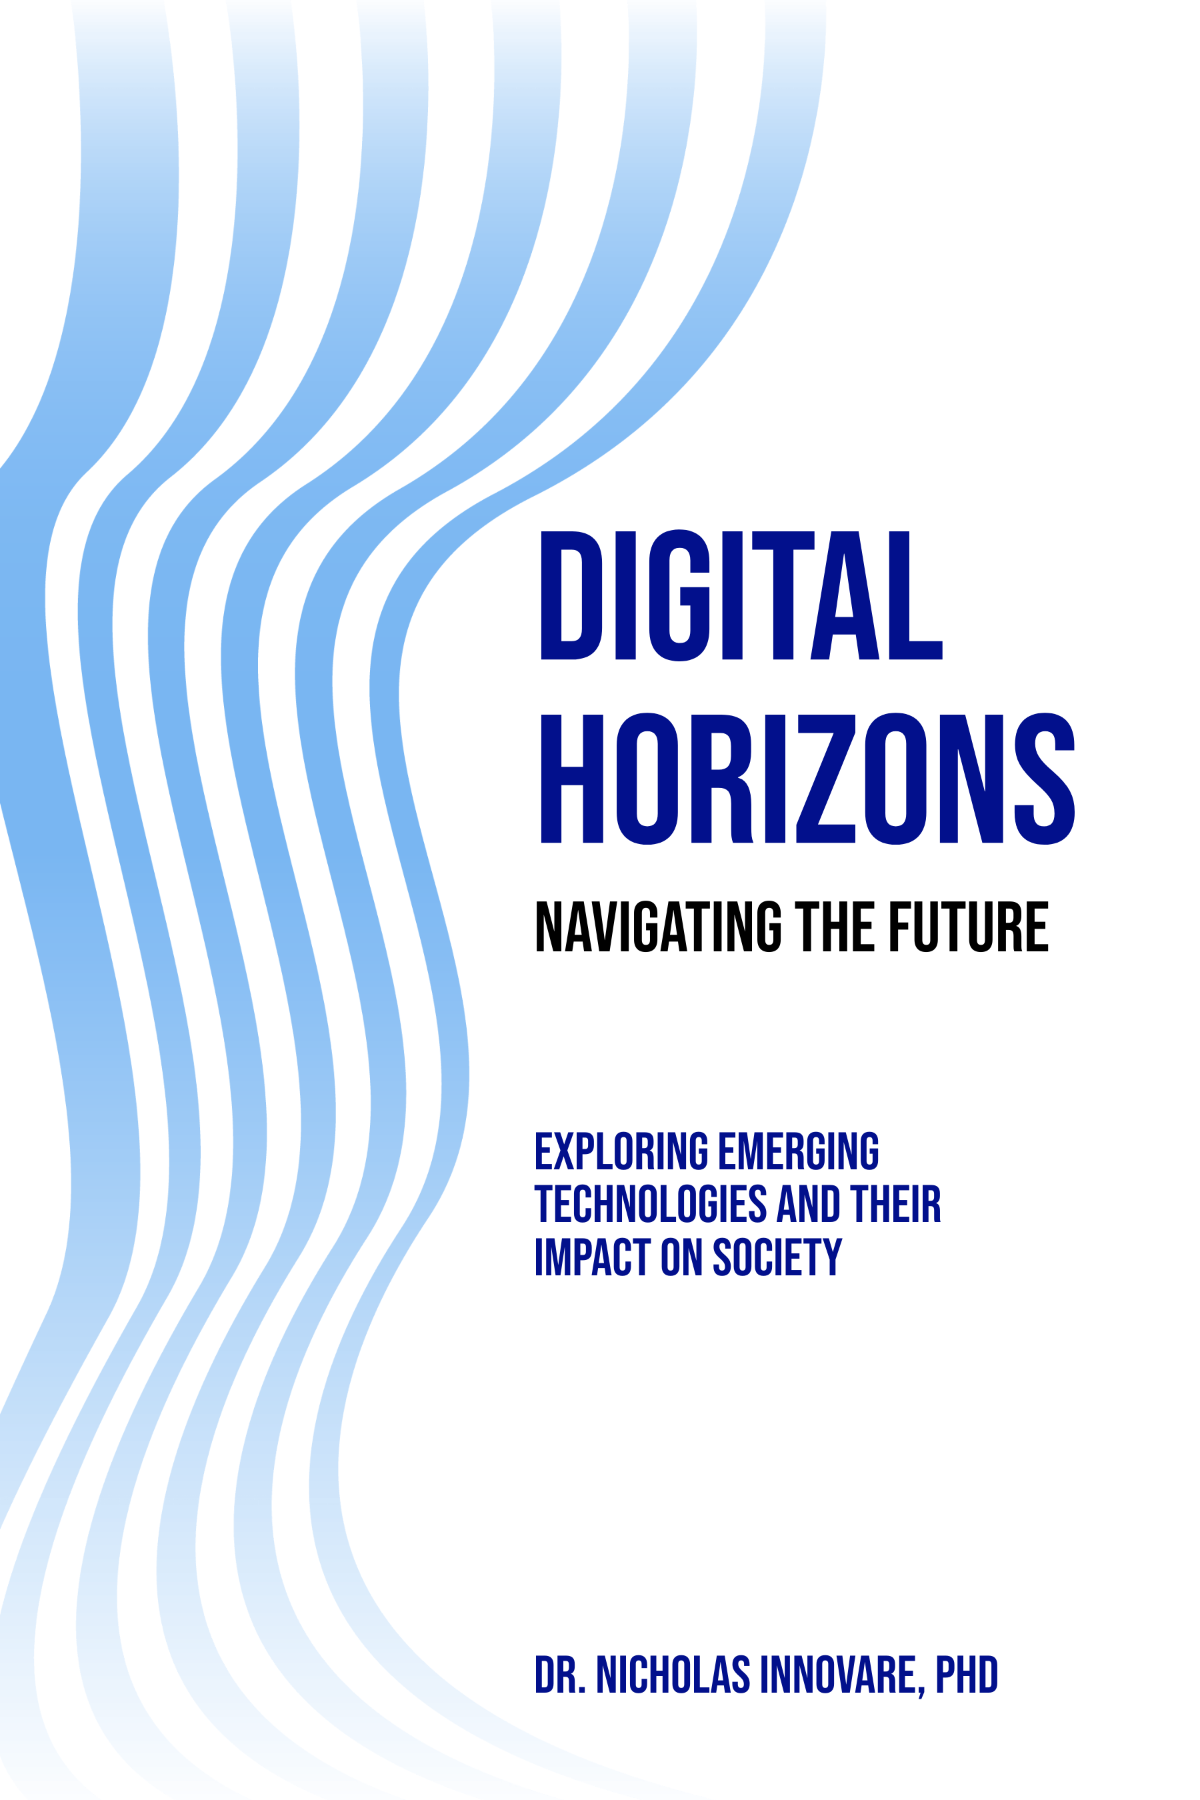 DIGITAL
HORIZONS
NAVIGATING THE FUTURE
EXPLORING EMERGING
TECHNOLOGIES AND THEIR
IMPACT ON SOCIETY
DR. NICHOLAS INNOVARE, PHD